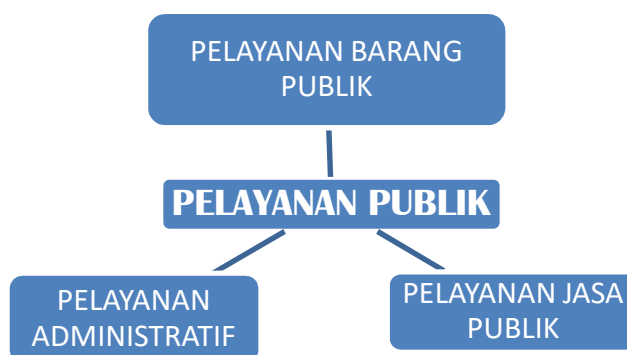 PELAYANAN BARANG
PUBLIK
PELAYANAN PUBLIK
PELAYANAN
ADMINISTRATIF
PELAYANAN JASA
PUBLIK